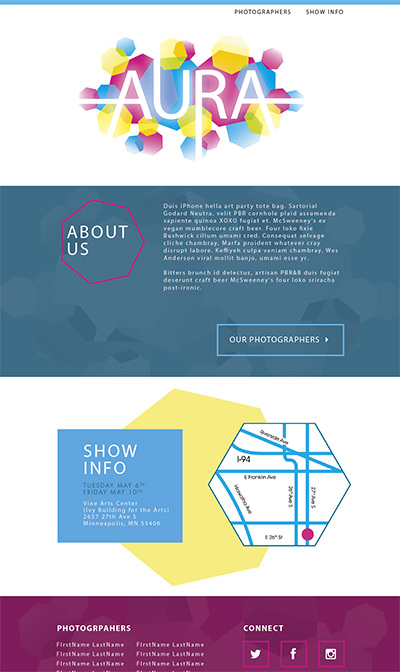 PHOTOGRAPHERS SHOW INFO
AURA
ABOUT
US
Duis iPhone hella art party tote bag. Sartorial
Godard Neutra, velit PBR cornhole plaid assumenda
sapiente quinoa XOXO fugiat et. McSweeney's ex
vegan mumblecore craft beer. Four loko fixie
Bushwick cillum umami cred. Consequat selvage
cliche chambray, Marfa proident whatever cray
disrupt labore. Keffiyeh culpa veniam chambray. Wes
Anderson viral mollit banjo, umami esse yr.
Bitters brunch id delectus, artisan PBR&B duis fugiat
deserunt craft beer McSweeney's four loko sriracha
post-ironic.
OUR PHOTOGRAPHERS
SHOW
INFO
TUESDAY MAY 6TH
FRIDAY MAY 10TH
Vine Arts Center
(Ivy Building for the Arts)
2637 27th Ave S
Minneapolis, MN 55406
Riverside Ave
I-94
E Franklin Ave
Hiawatha Ave
26th Ave S
27th Ave S
E 26th St
PHOTOGRPAHERS
FirstName LastName FirstName LastName
FirstName LastName FirstName LastName
FirstName LastName FirstName LastName
FirstName LastName FirstName LastName
CONNECT